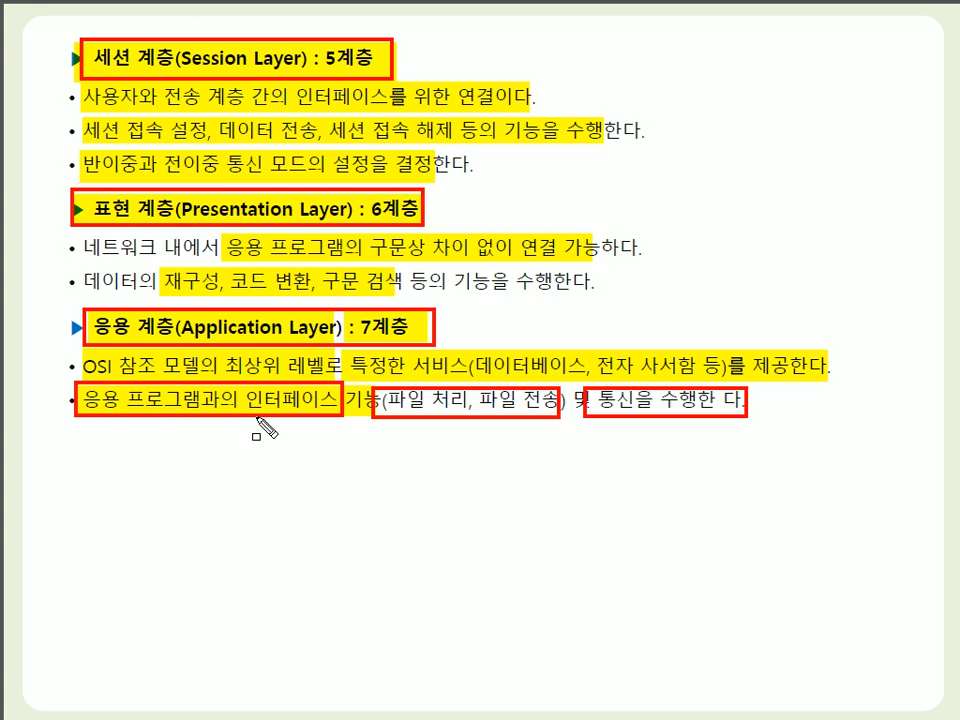 ▶ 세션 계층(Session Layer) : 5계층
• 사용자와 전송 계층 간의 인터페이스를 위한 연결이다.
• 세션 접속 설정, 데이터 전송, 세션 접속 해제 등의 기능을 수행한다.
• 반이중과 전이중 통신 모드의 설정을 결정한다.
▶ 표현 계층(Presentation Layer) : 6계층
• 네트워크 내에서 응용 프로그램의 구문상 차이 없이 연결 가능하다.
• 데이터의 재구성, 코드 변환, 구문 검색 등의 기능을 수행한다.
▶ 응용 계층(Application Layer) : 7계층
• OSI 참조 모델의 최상위 레벨로 특정한 서비스(데이터베이스, 전자 사서함 등)를 제공한다.
• 응용 프로그램과의 인터페이스 기능(파일 처리, 파일 전송) 및 통신을 수행한 다.